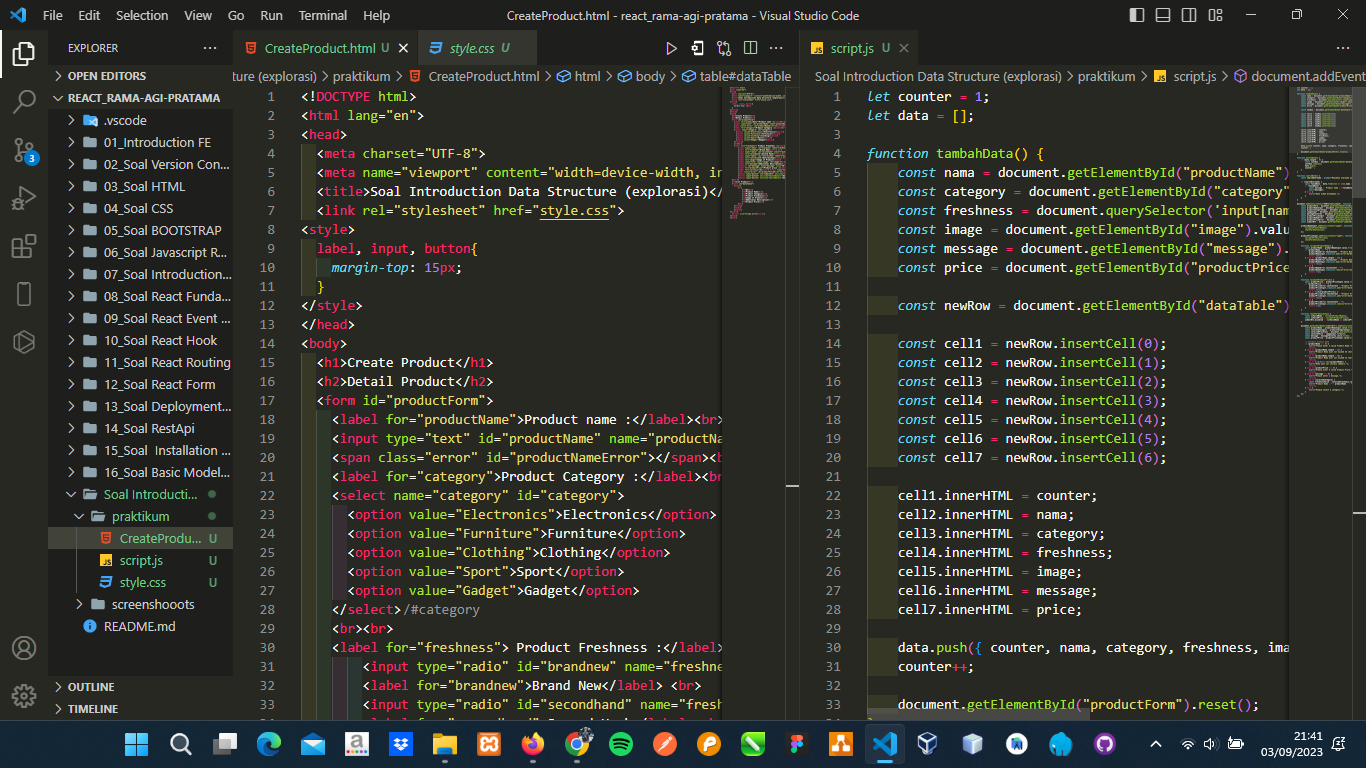 File Edit Selection View Go Run Terminal Help
CreateProduct.html - react_rama-agi-pratama - Visual Studio Code
EXPLORER
OPEN EDITORS
REACT_RAMA-AGI-PRATAMA
.vscode
01_Introduction FE
02_Soal Version Con...
03_Soal HTML
04_Soal CSS
05_Soal BOOTSTRAP
06_Soal Javascript R...
07_Soal Introduction...
08_Soal React Funda...
09_Soal React Event ...
10_Soal React Hook
11_Soal React Routing
12_Soal React Form
13_Soal Deployment...
14_Soal RestApi
15_Soal  Installation ...
16_Soal Basic Model...
Soal Introducti...
praktikum
CreateProdu... U
script.js U
style.css U
screenshooots
README.md
OUTLINE
TIMELINE
3
CreateProduct.html U
style.css U
ture (explorasi) > praktikum > CreateProduct.html > html > body > table#dataTable
1 <!DOCTYPE html>
2 <html lang="en">
3 <head>
4 <meta charset="UTF-8">
5 <meta name="viewport" content="width=device-width, in
6 <title>Soal Introduction Data Structure (explorasi)</
7 <link rel="stylesheet" href="style.css">
8 <style>
9 label, input, button{
10 margin-top: 15px;
11 }
12 </style>
13 </head>
14 <body>
15 <h1>Create Product</h1>
16 <h2>Detail Product</h2>
17 <form id="productForm">
18 <label for="productName">Product name :</label><br>
19 <input type="text" id="productName" name="productNa
20 <span class="error" id="productNameError"></span><b
21 <label for="category">Product Category :</label><br
22 <select name="category" id="category">
23 <option value="Electronics">Electronics</option>
24 <option value="Furniture">Furniture</option>
25 <option value="Clothing">Clothing</option>
26 <option value="Sport">Sport</option>
27 <option value="Gadget">Gadget</option>
28 </select>/#category
29 <br><br>
30 <label for="freshness"> Product Freshness :</label>
31 <input type="radio" id="brandnew" name="freshne
32 <label for="brandnew">Brand New</label> <br>
33 <input type="radio" id="secondhand" name="fresh
script.js U
Soal Introduction Data Structure (explorasi) > praktikum > script.js > document.addEvent
1 let counter = 1;
2 let data = [];
3
4 function tambahData() {
5 const nama = document.getElementById("productName")
6 const category = document.getElementById("category"
7 const freshness = document.querySelector('input[nam
8 const image = document.getElementById("image").valu
9 const message = document.getElementById("message").
10 const price = document.getElementById("productPrice
11
12 const newRow = document.getElementById("dataTable")
13
14 const cell1 = newRow.insertCell(0);
15 const cell2 = newRow.insertCell(1);
16 const cell3 = newRow.insertCell(2);
17 const cell4 = newRow.insertCell(3);
18 const cell5 = newRow.insertCell(4);
19 const cell6 = newRow.insertCell(5);
20 const cell7 = newRow.insertCell(6);
21
22 cell1.innerHTML = counter;
23 cell2.innerHTML = nama;
24 cell3.innerHTML = category;
25 cell4.innerHTML = freshness;
26 cell5.innerHTML = image;
27 cell6.innerHTML = message;
28 cell7.innerHTML = price;
29
30 data.push({ counter, nama, category, freshness, ima
31 counter++;
32
33 document.getElementById("productForm").reset();
21:41
03/09/2023